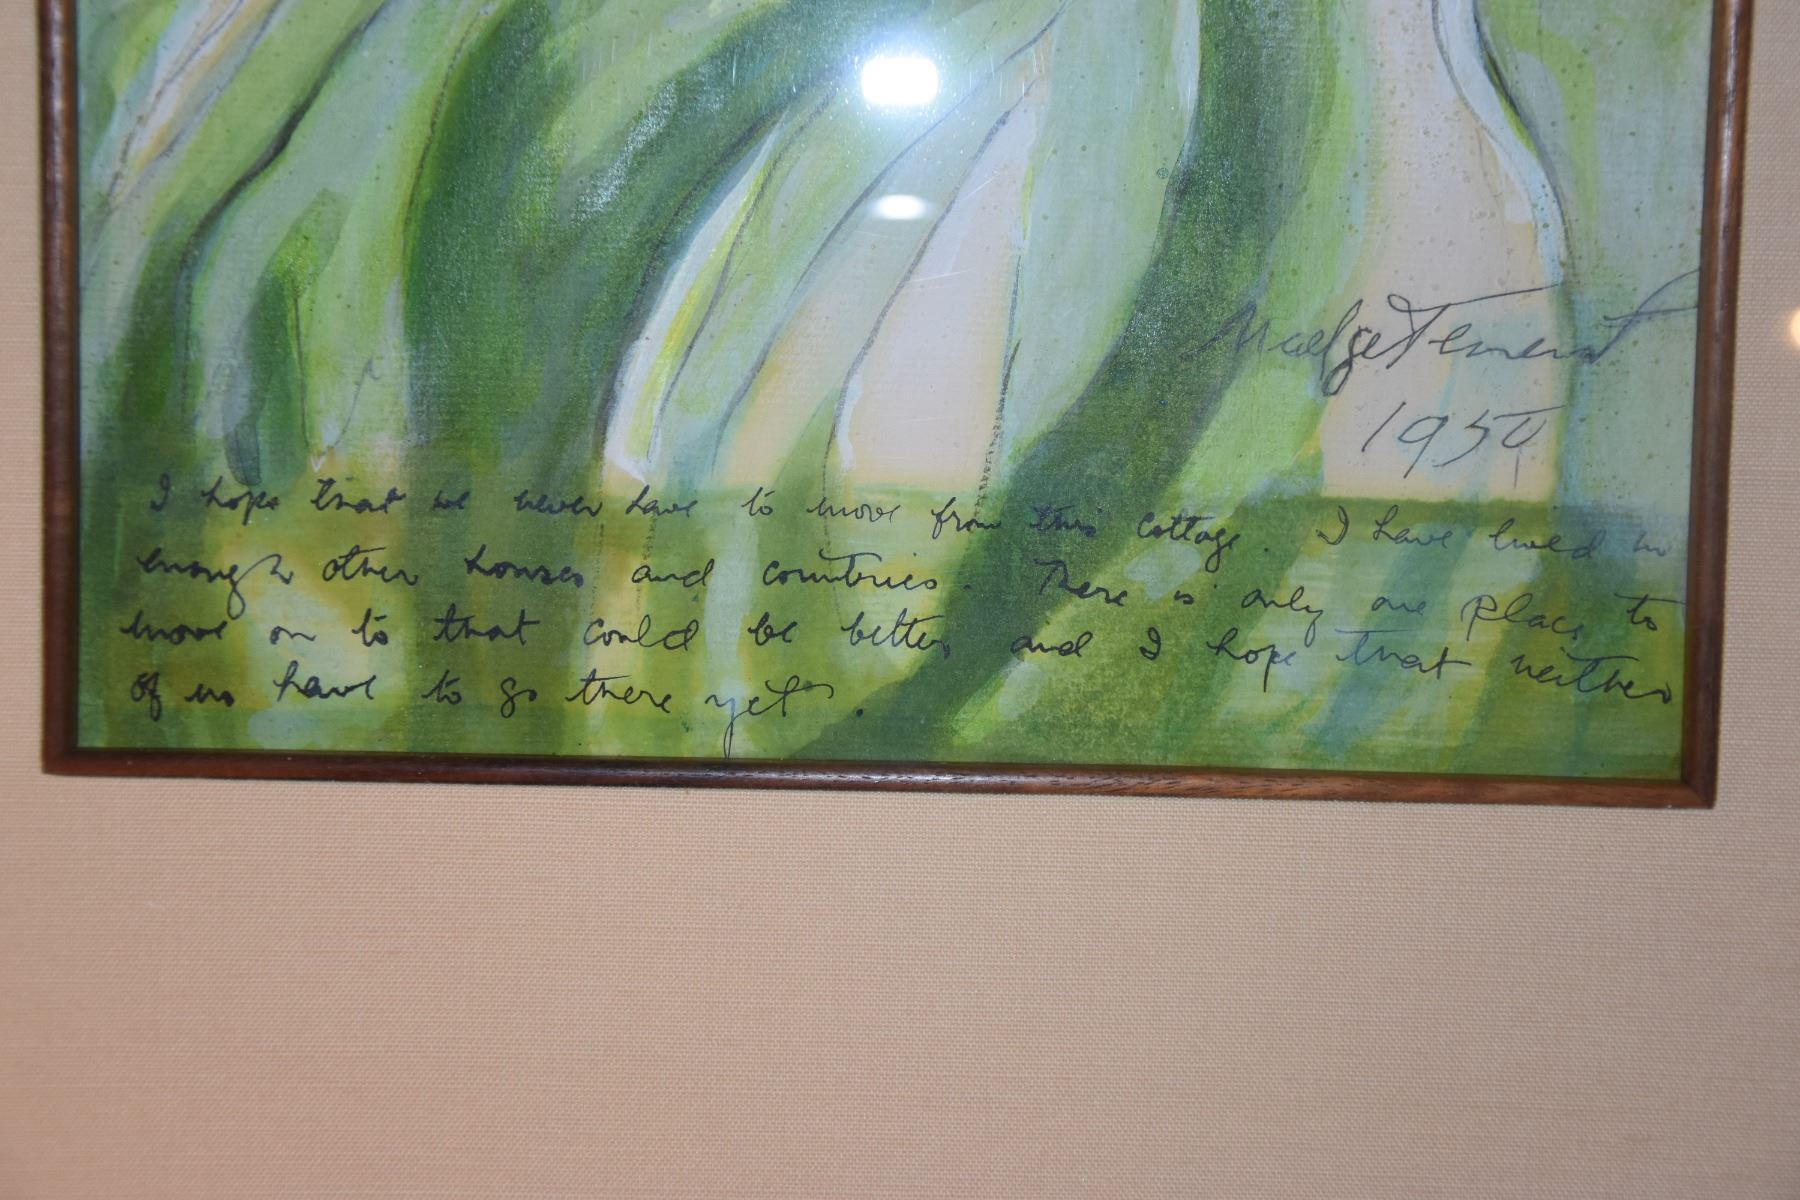 Madge Tennent
1954
I hope that we never have to move from this cottage. I have lived in
enough other houses and countries. There is only one place to
move on to that could be better and I hope that neither
of us have to go there yet.